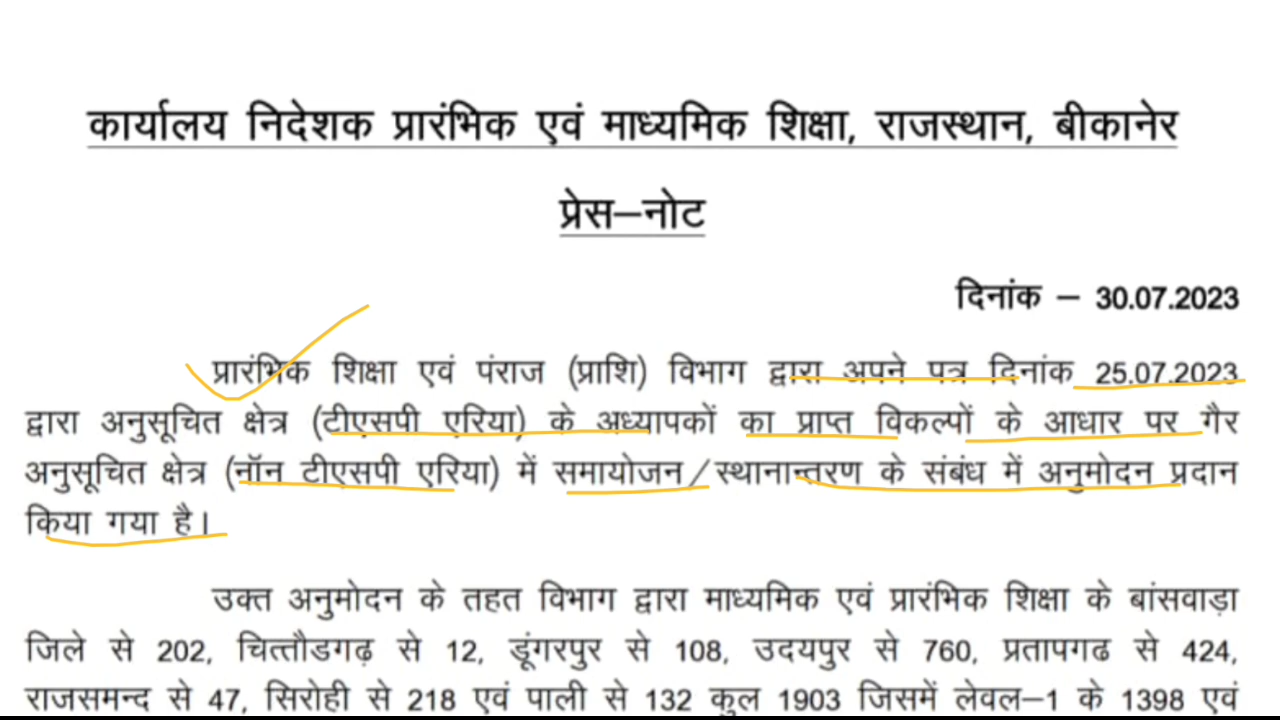 कार्यालय निदेशक प्रारंभिक एवं माध्यमिक शिक्षा, राजस्थान, बीकानेर
प्रेस–नोट
दिनांक – 30.07.2023
प्रारंभिक शिक्षा एवं पंराज (प्राशि) विभाग द्वारा अपने पत्र दिनांक 25.07.2023
द्वारा अनुसूचित क्षेत्र (टीएसपी एरिया) के अध्यापकों का प्राप्त विकल्पों के आधार पर गैर
अनुसूचित क्षेत्र (नॉन टीएसपी एरिया) में समायोजन/स्थानान्तरण के संबंध में अनुमोदन प्रदान
किया गया है।
उक्त अनुमोदन के तहत विभाग द्वारा माध्यमिक एवं प्रारंभिक शिक्षा के बांसवाड़ा
जिले से 202, चित्तौडगढ़ से 12, डूंगरपुर से 108, उदयपुर से 760, प्रतापगढ से 424,
राजसमन्द से 47, सिरोही से 218 एवं पाली से 132 कुल 1903 जिसमें लेवल–1 के 1398 एवं